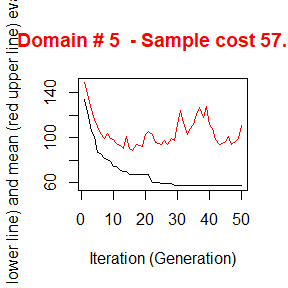 Domain # 5 - Sample cost 57.
lower line) and mean (red upper line) eva
140
100
60
0 10 20 30 40 50
Iteration (Generation)